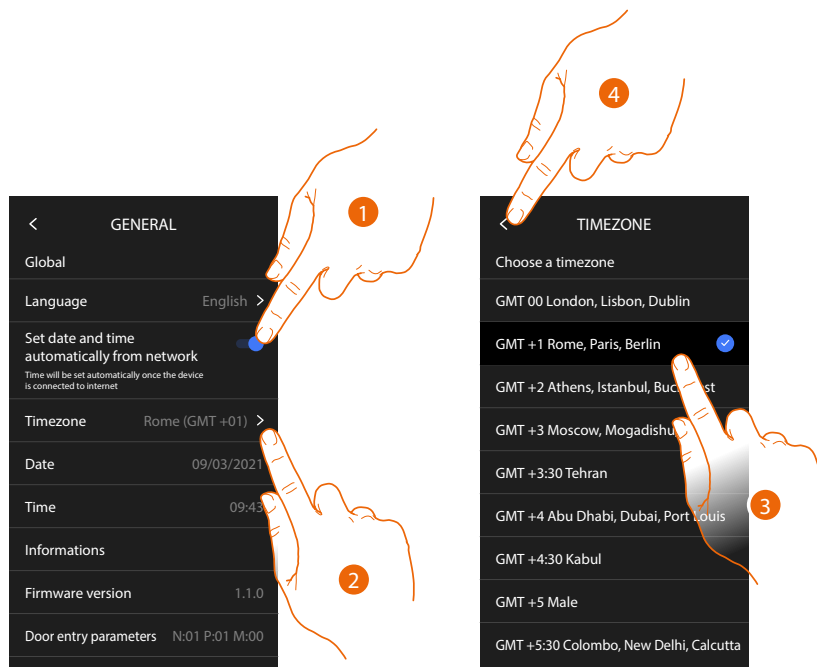 GENERAL
Global
Language English
Set date and time
automatically from network
Time will be set automatically once the device
is connected to internet
Timezone Rome (GMT +01)
Date 09/03/2021
Time 09:43
Informations
Firmware version 1.1.0
Door entry parameters N:01 P:01 M:00
1
2
TIMEZONE
Choose a timezone
GMT 00 London, Lisbon, Dublin
GMT +1 Rome, Paris, Berlin
GMT +2 Athens, Istanbul,
GMT +3 Moscow, Mogadishu
GMT +3:30 Tehran
GMT +4 Abu Dhabi, Dubai, Port Louis
GMT +4:30 Kabul
GMT +5 Male
GMT +5:30 Colombo, New Delhi, Calcutta
4
3